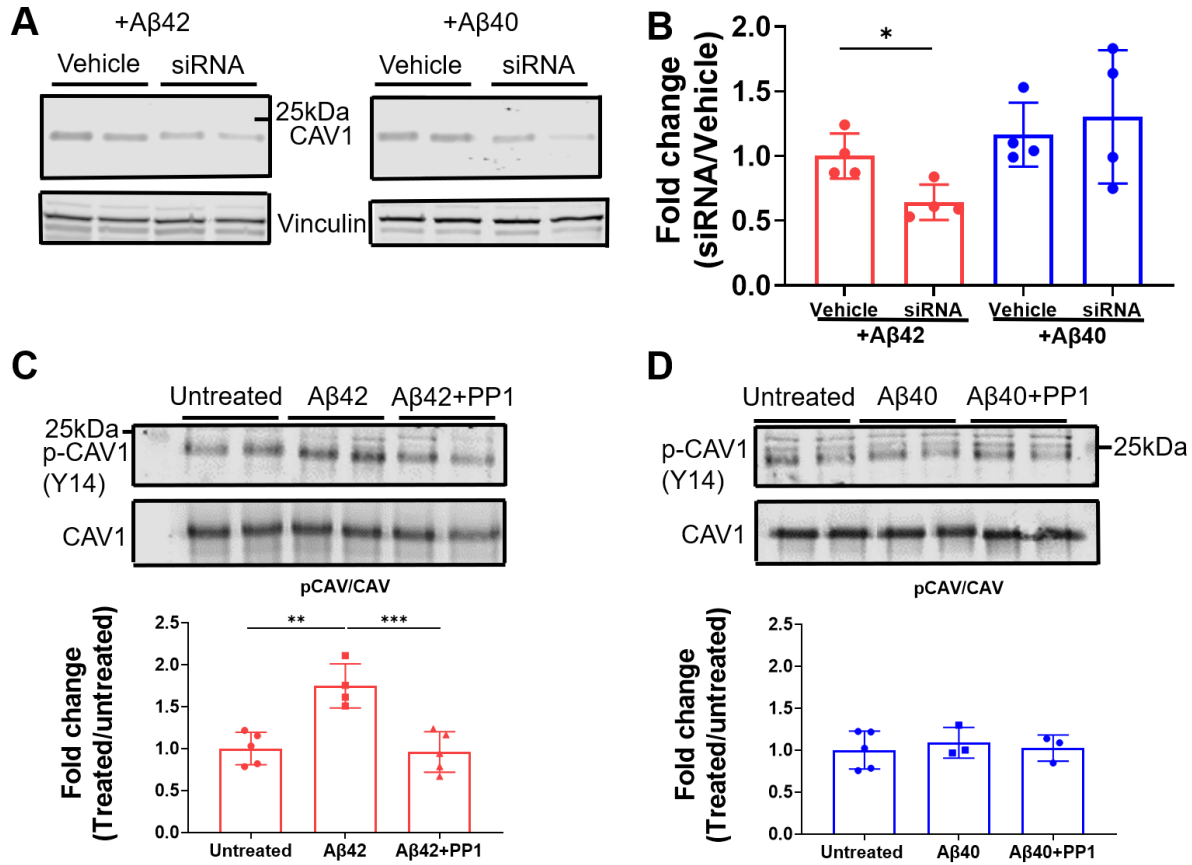 A
+Aβ42
+Aβ40
Vehicle siRNA
Vehicle siRNA
25kDa
CAV1
Vinculin
B
Fold change
(siRNA/Vehicle)
2.0
1.5
1.0
0.5
0.0
*
Vehicle siRNA Vehicle siRNA
+Aβ42 +Aβ40
C
Untreated Aβ42 Aβ42+PP1
25kDa
p-CAV1
(Y14)
CAV1
pCAV/CAV
Fold change
(Treated/untreated)
2.5
2.0
1.5
1.0
0.5
0.0
** ***
Untreated Aβ42 Aβ42+PP1
D
Untreated Aβ40 Aβ40+PP1
p-CAV1
(Y14)
25kDa
CAV1
pCAV/CAV
Fold change
(Treated/untreated)
2.5
2.0
1.5
1.0
0.5
0.0
Untreated Aβ40 Aβ40+PP1